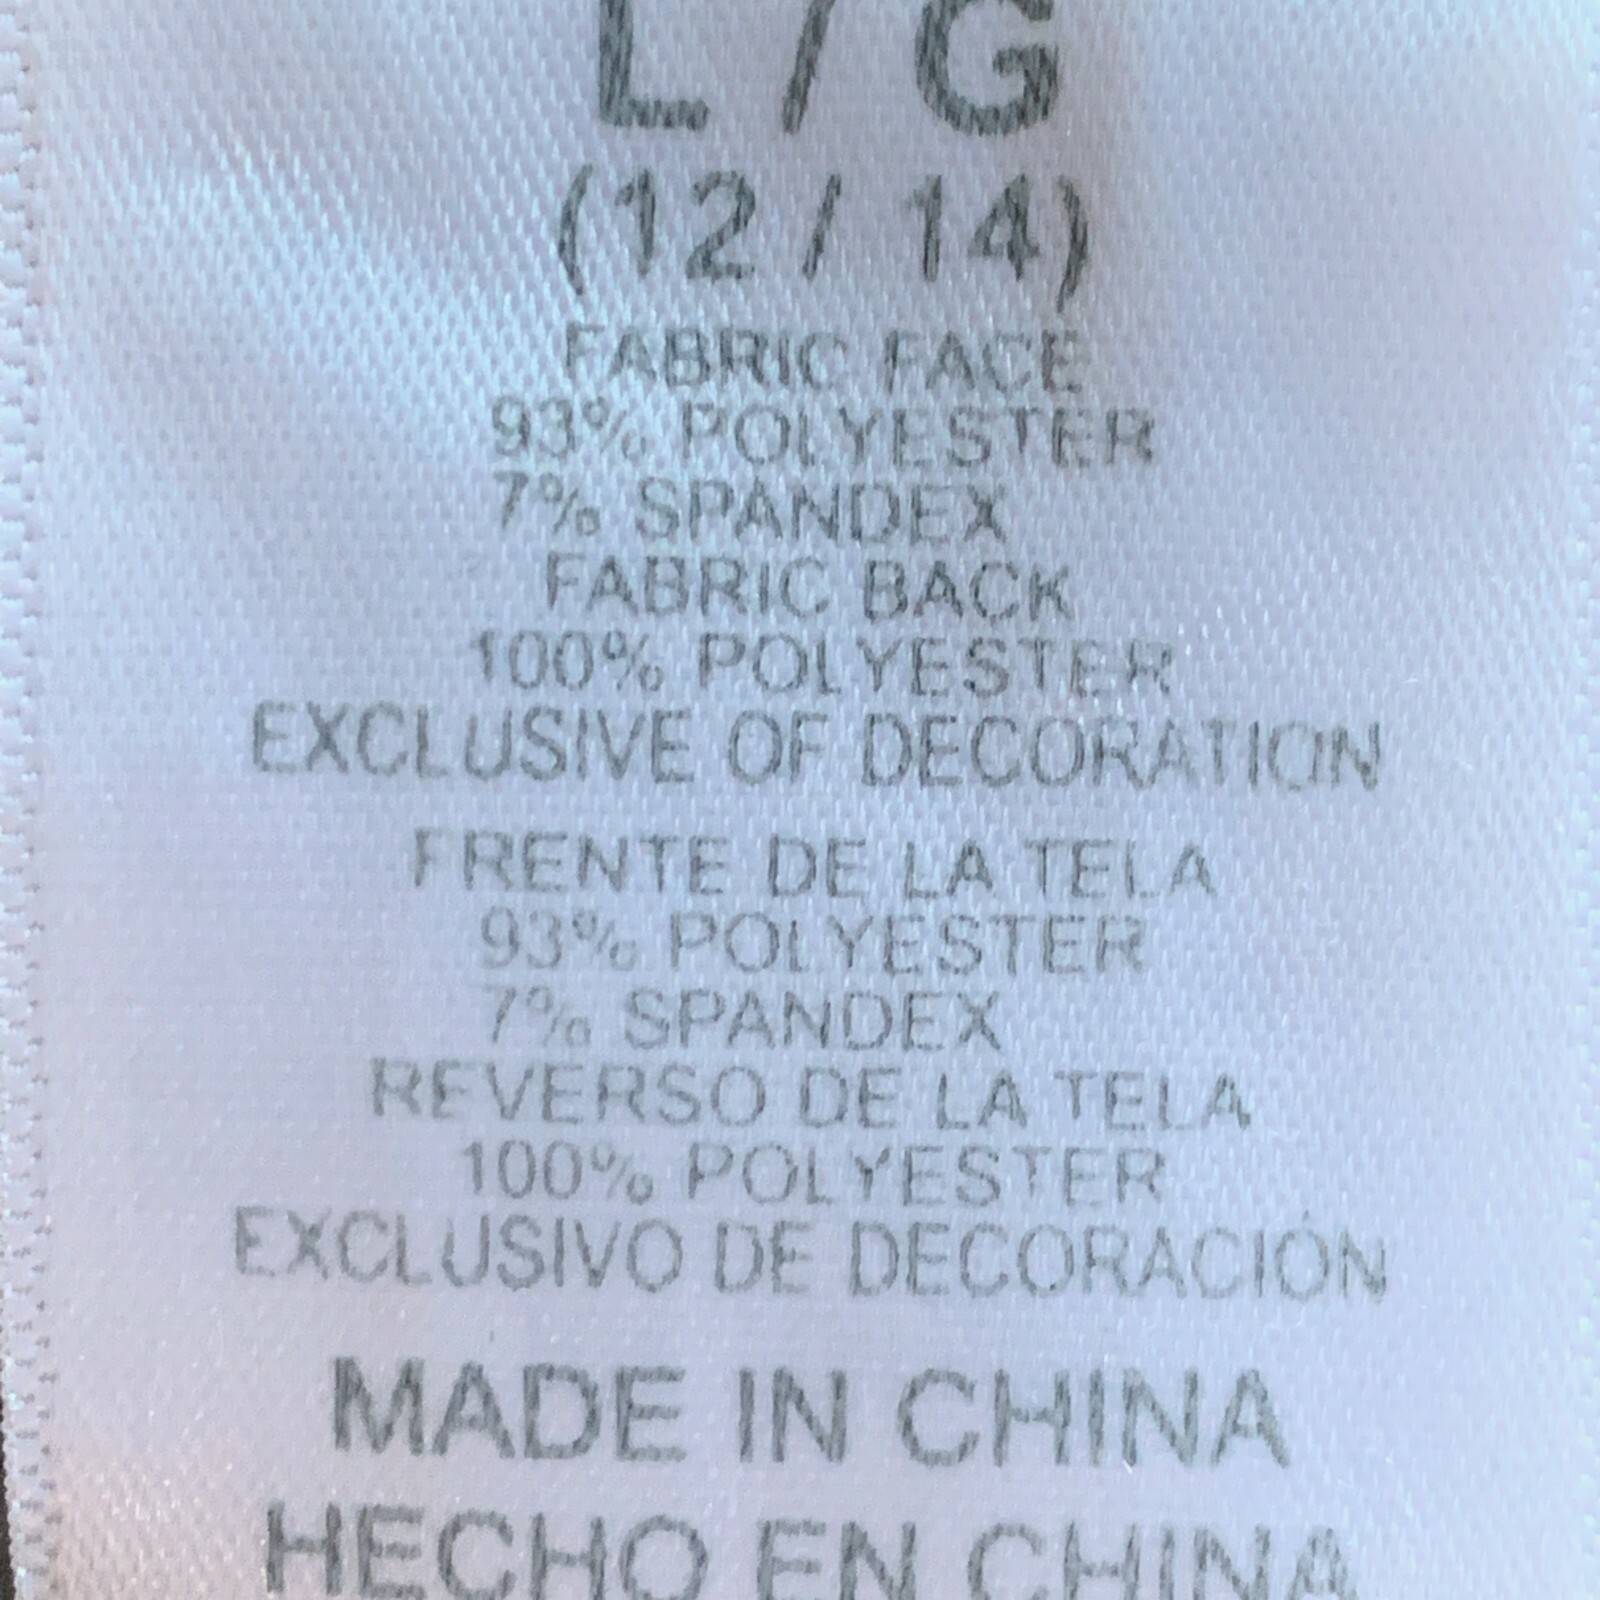 L / G
(12 / 14)
FABRIC FACE
93% POLYESTER
7% SPANDEX
FABRIC BACK
100% POLYESTER
EXCLUSIVE OF DECORATION
FRENTE DE LA TELA
93% POLYESTER
7% SPANDEX
REVERSO DE LA TELA
100% POLYESTER
EXCLUSIVO DE DECORACIÓN
MADE IN CHINA
HECHO EN CHINA